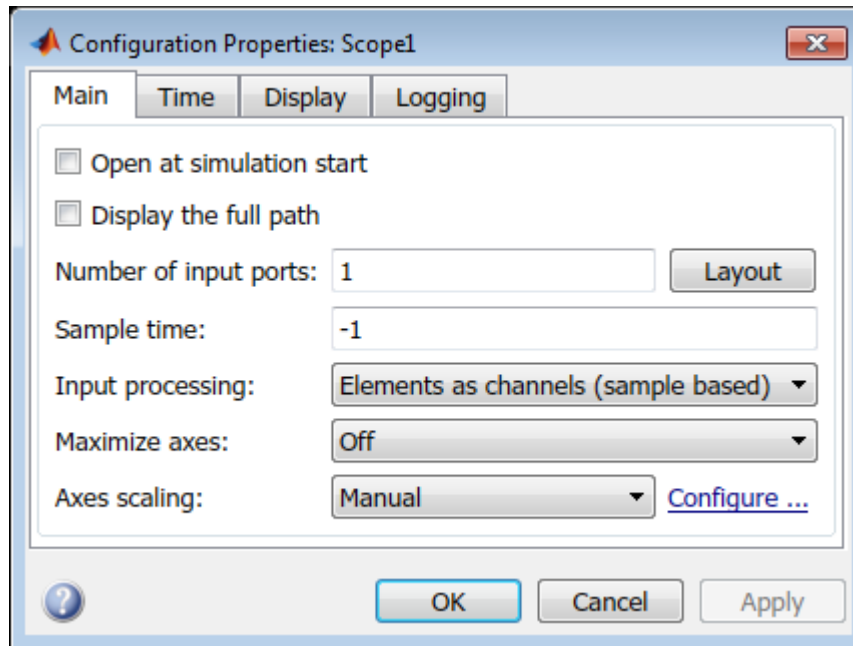 Configuration Properties: Scope1
Main Time Display Logging
Open at simulation start
Display the full path
Number of input ports: 1 Layout
Sample time: -1
Input processing: Elements as channels (sample based)
Maximize axes: Off
Axes scaling: Manual Configure ...
? OK Cancel Apply